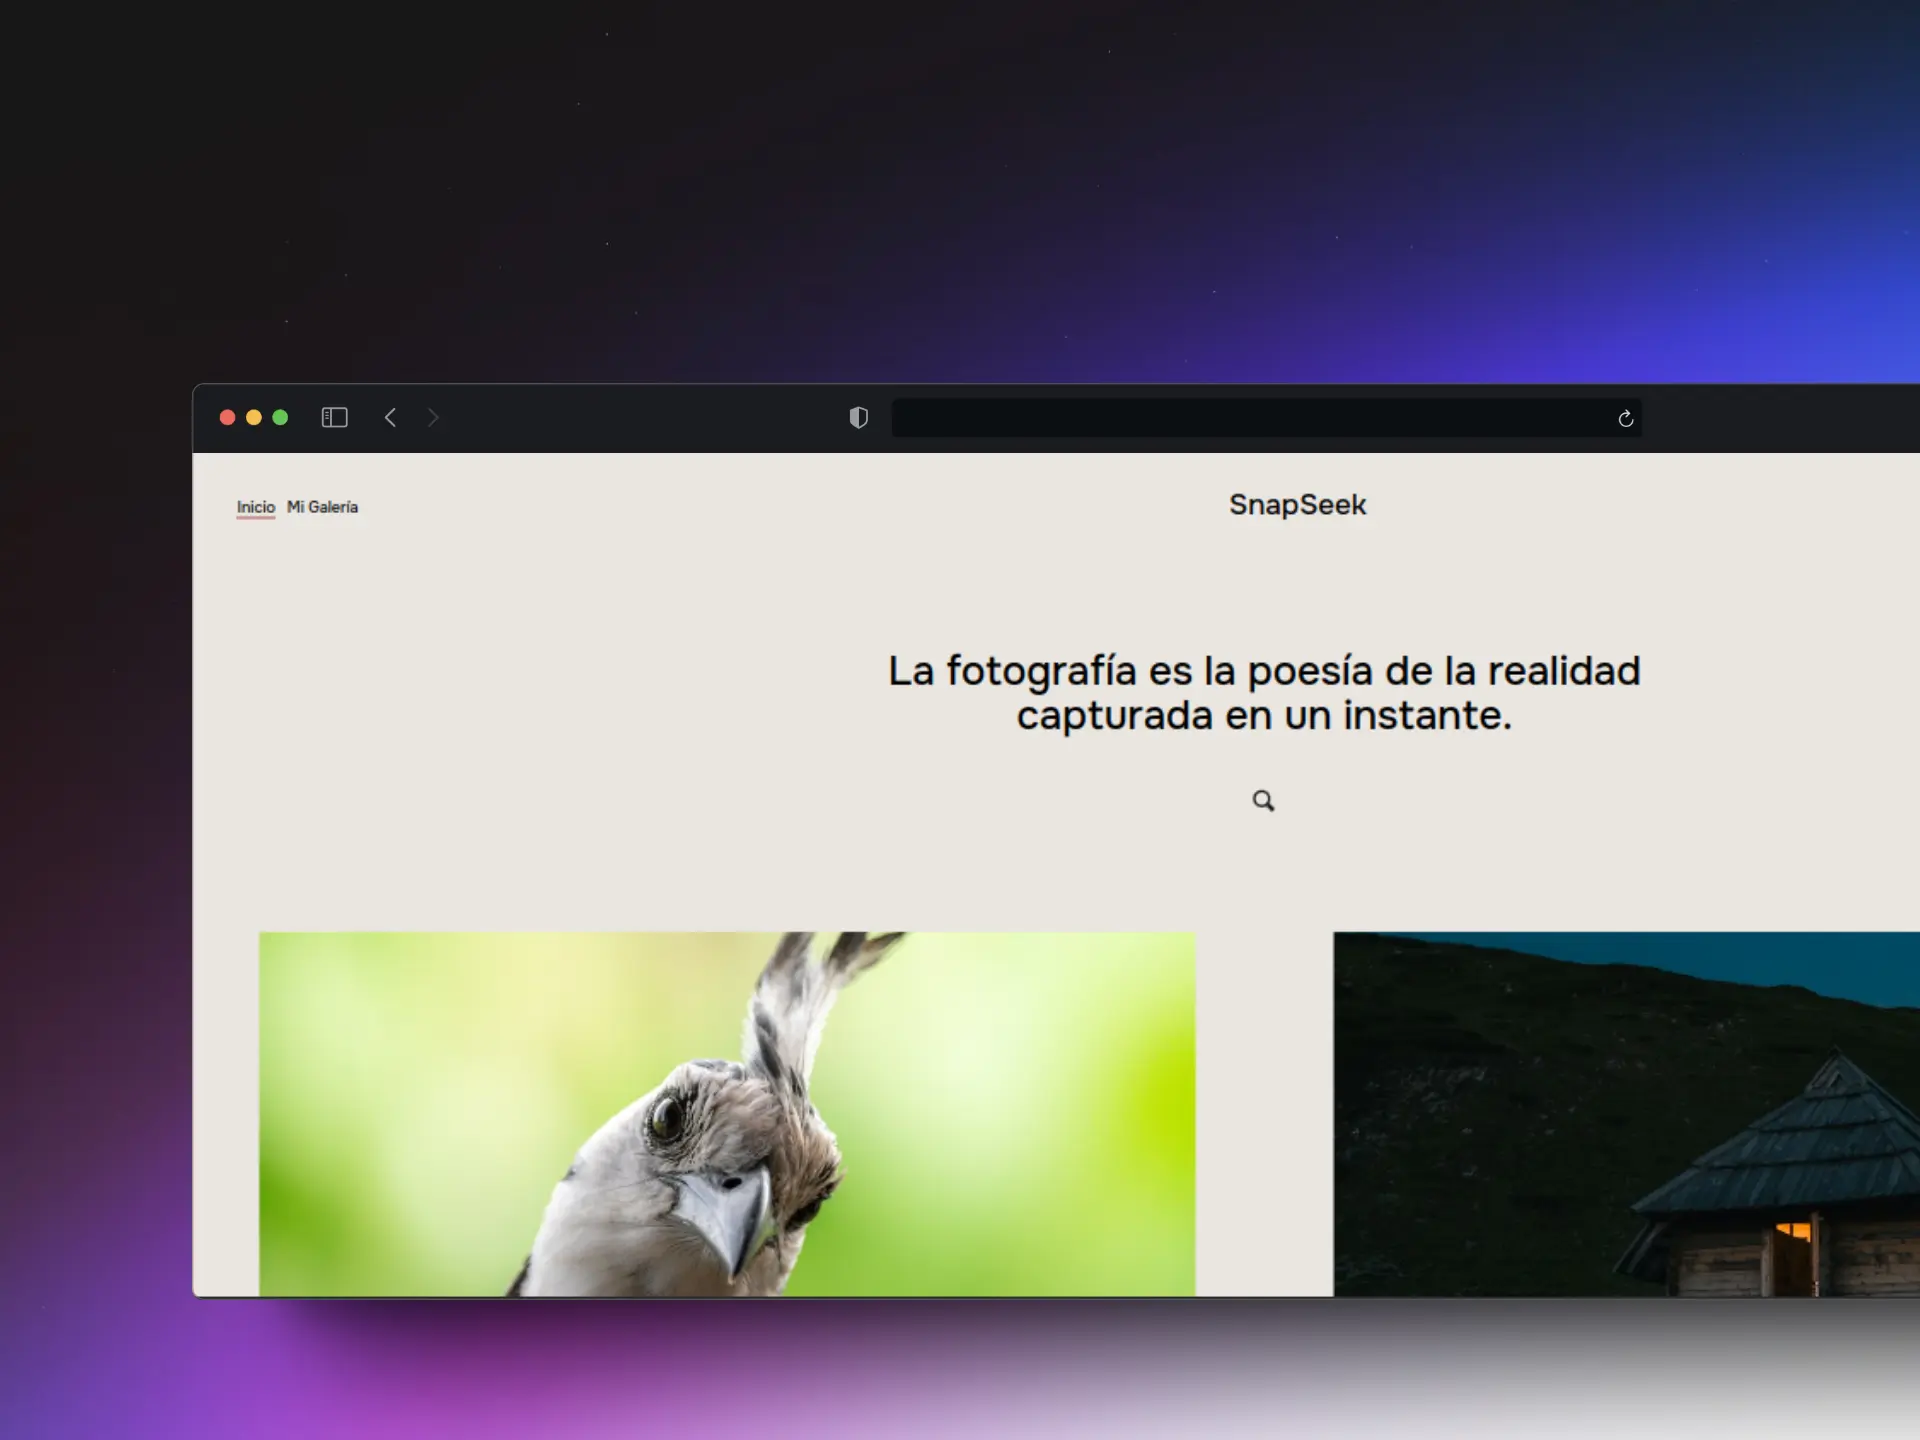 Inicio Mi Galería
SnapSeek
La fotografía es la poesía de la realidad
capturada en un instante.